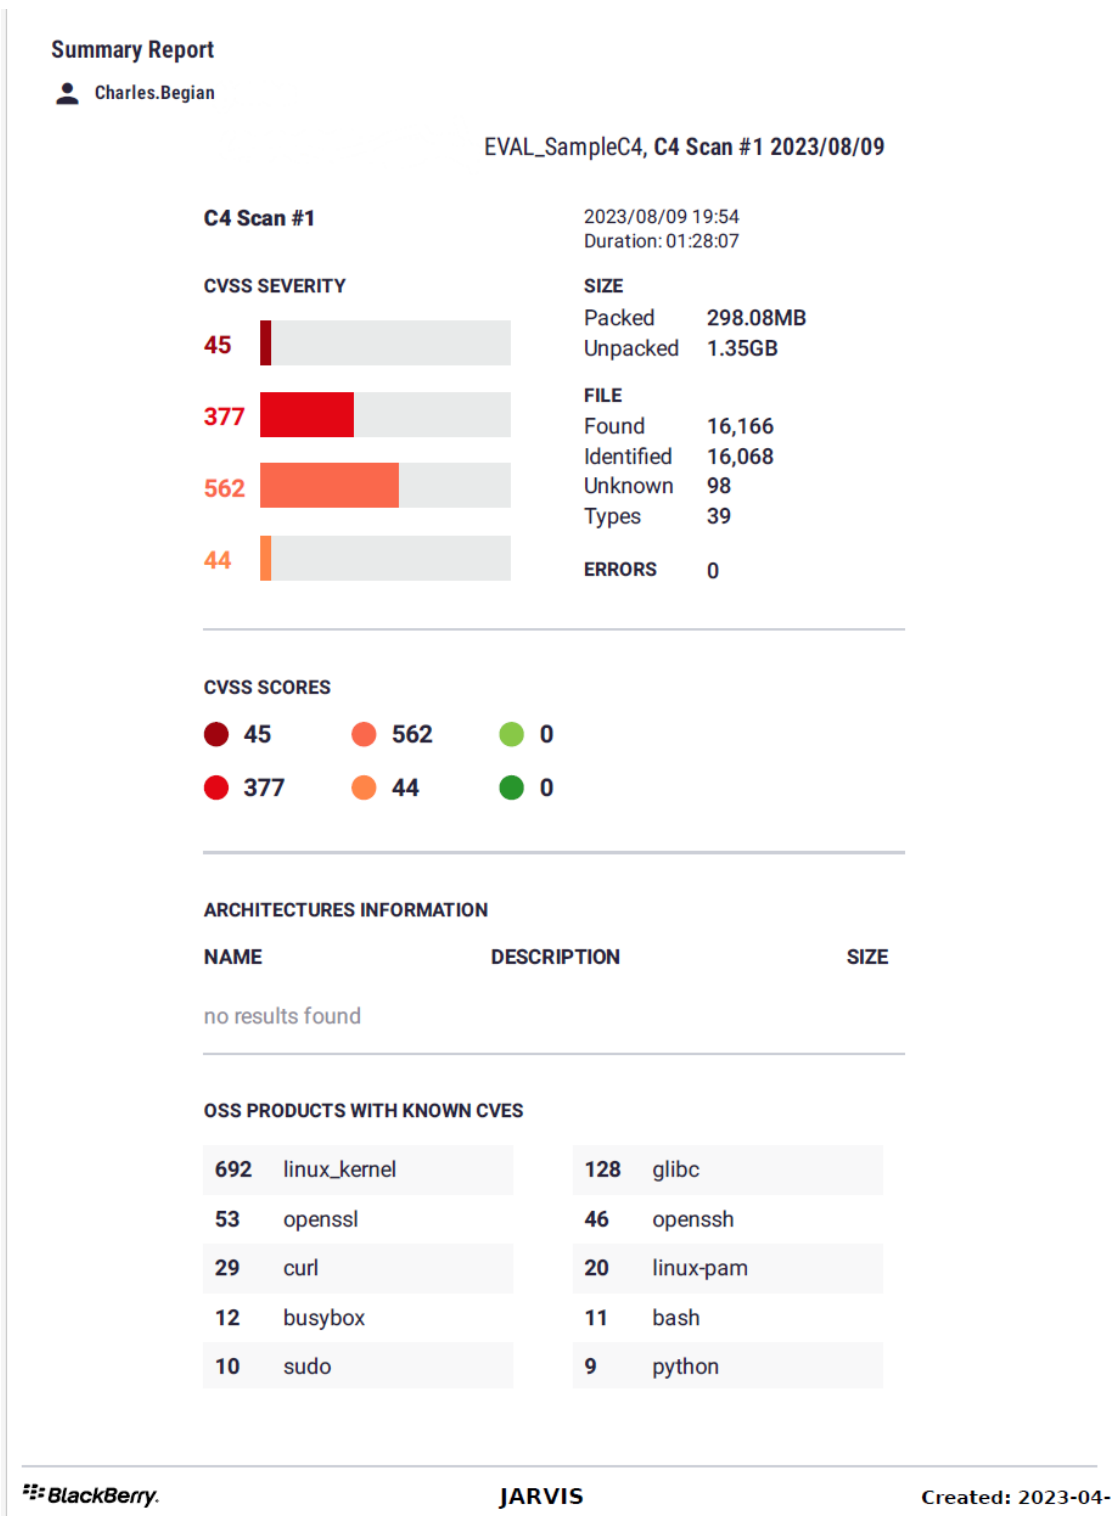 Summary Report
Charles.Begian
EVAL_SampleC4, C4 Scan #1 2023/08/09
C4 Scan #1
2023/08/09 19:54
Duration: 01:28:07
CVSS SEVERITY
45
377
562
44
SIZE
Packed 298.08MB
Unpacked 1.35GB
FILE
Found 16,166
Identified 16,068
Unknown 98
Types 39
ERRORS 0
CVSS SCORES
45 562 0
377 44 0
ARCHITECTURES INFORMATION
NAME DESCRIPTION SIZE
no results found
OSS PRODUCTS WITH KNOWN CVES
692 linux_kernel 128 glibc
53 openssl 46 openssh
29 curl 20 linux-pam
12 busybox 11 bash
10 sudo 9 python
BlackBerry. JARVIS Created: 2023-04-